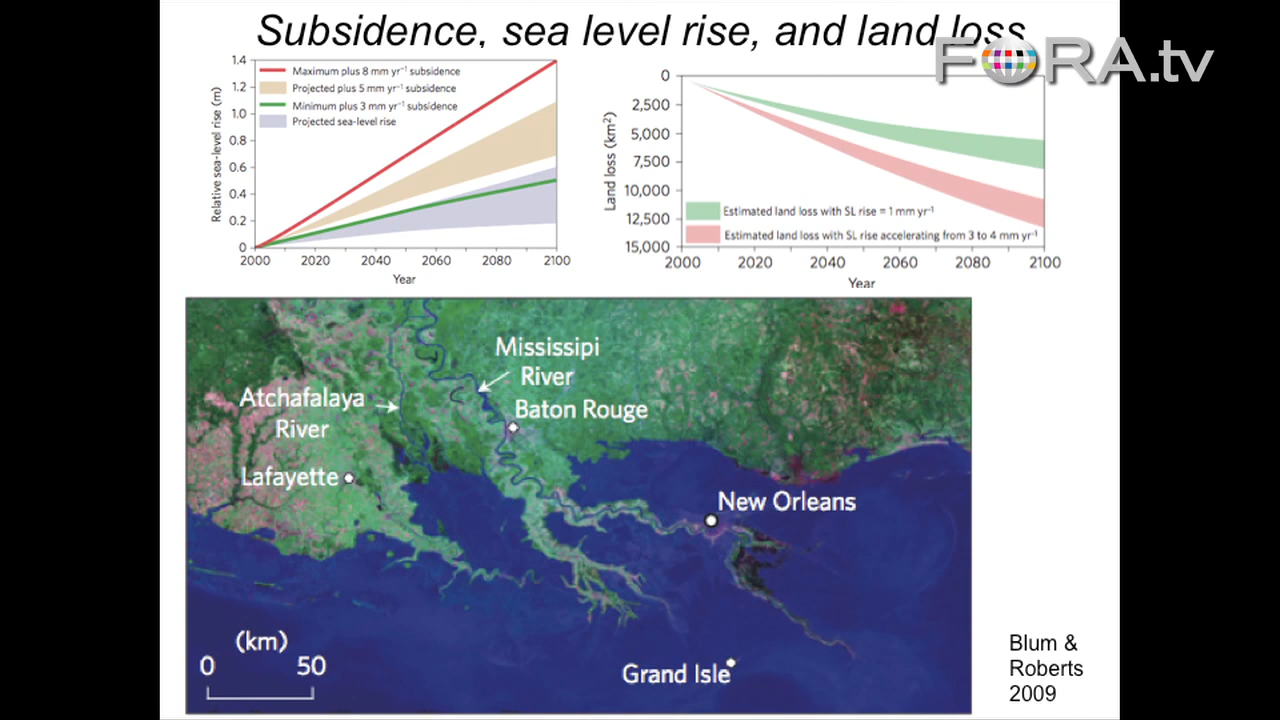 Subsidence, sea level rise, and land loss
FORA.tv
1.4
1.2
1.0
0.8
0.6
0.4
0.2
0
Relative sea-level rise (m)
Maximum plus 8 mm yr⁻¹ subsidence
Projected plus 5 mm yr⁻¹ subsidence
Minimum plus 3 mm yr⁻¹ subsidence
Projected sea-level rise
2000 2020 2040 2060 2080 2100
Year
0
2,500
5,000
7,500
10,000
12,500
15,000
Land loss (km²)
Estimated land loss with SL rise = 1 mm yr⁻¹
Estimated land loss with SL rise accelerating from 3 to 4 mm yr⁻¹
2000 2020 2040 2060 2080 2100
Year
Mississipi
River
Atchafalaya
River
Baton Rouge
Lafayette
New Orleans
(km)
0 50
Grand Isle
Blum &
Roberts
2009